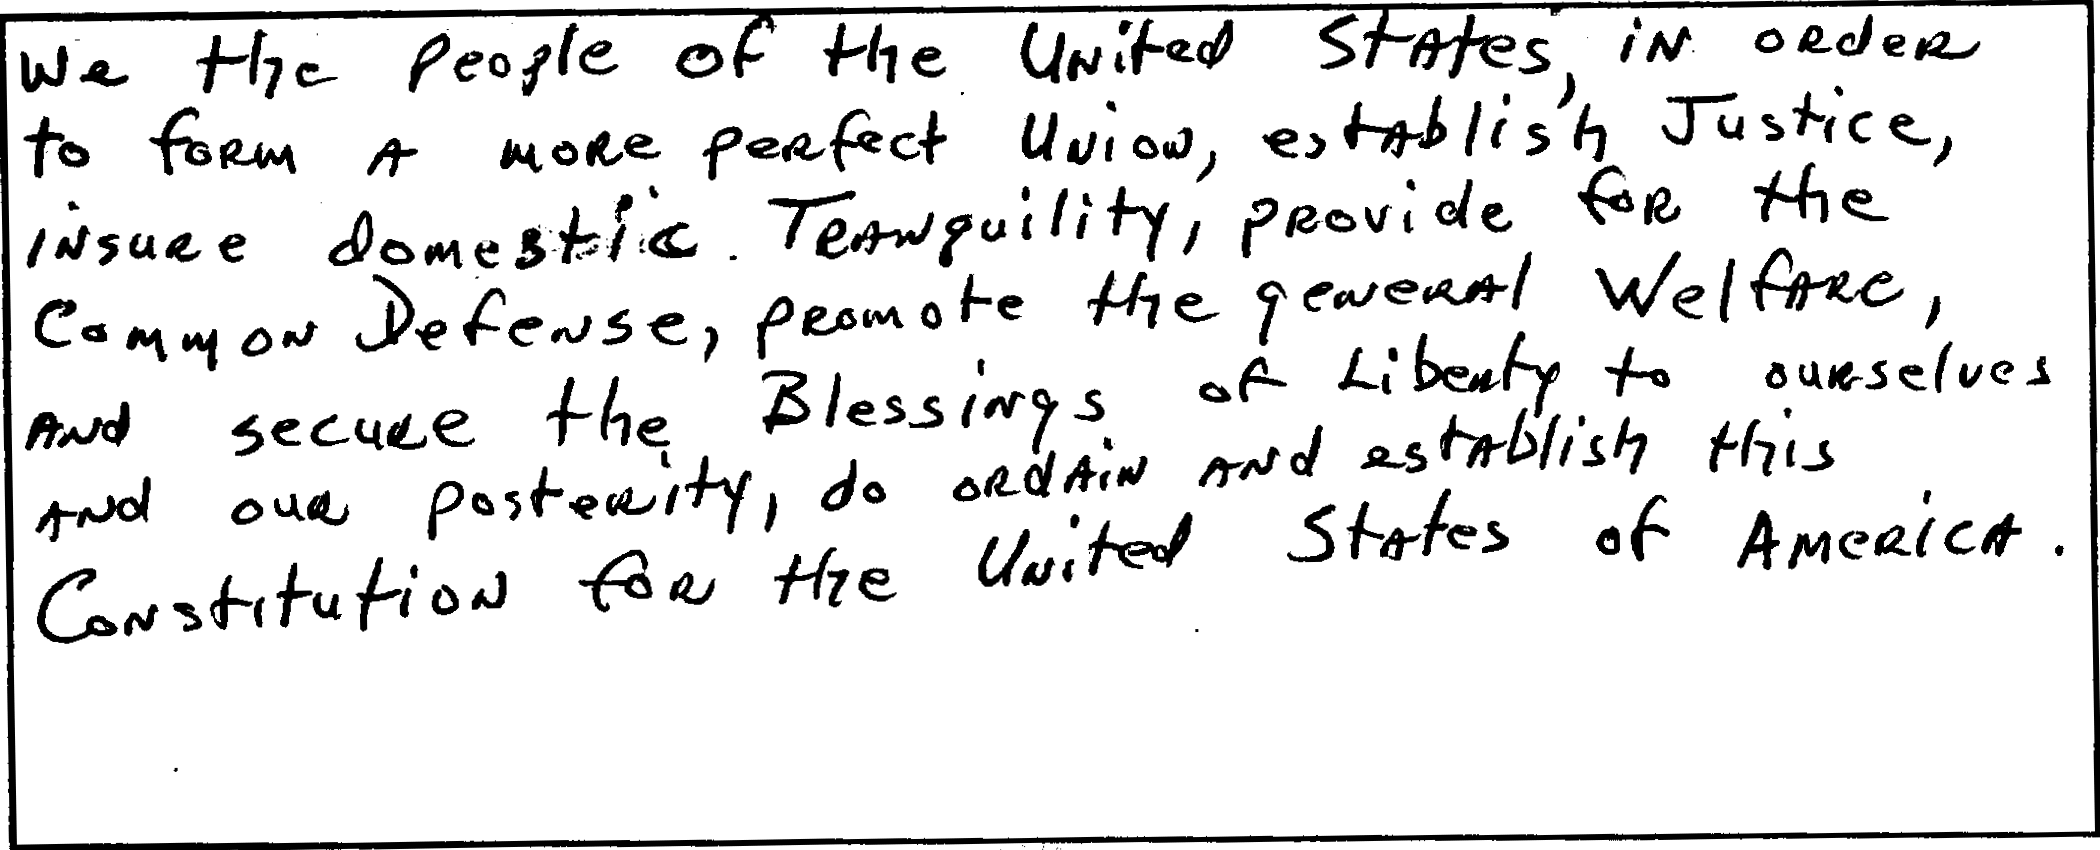 We the People of the United States, in order
to form a more perfect Union, establish Justice,
insure domestic Tranquility, provide for the
Common Defense, promote the general Welfare,
and secure the Blessings of Liberty to ourselves
and our posterity, do ordain and establish this
Constitution for the United States of America.